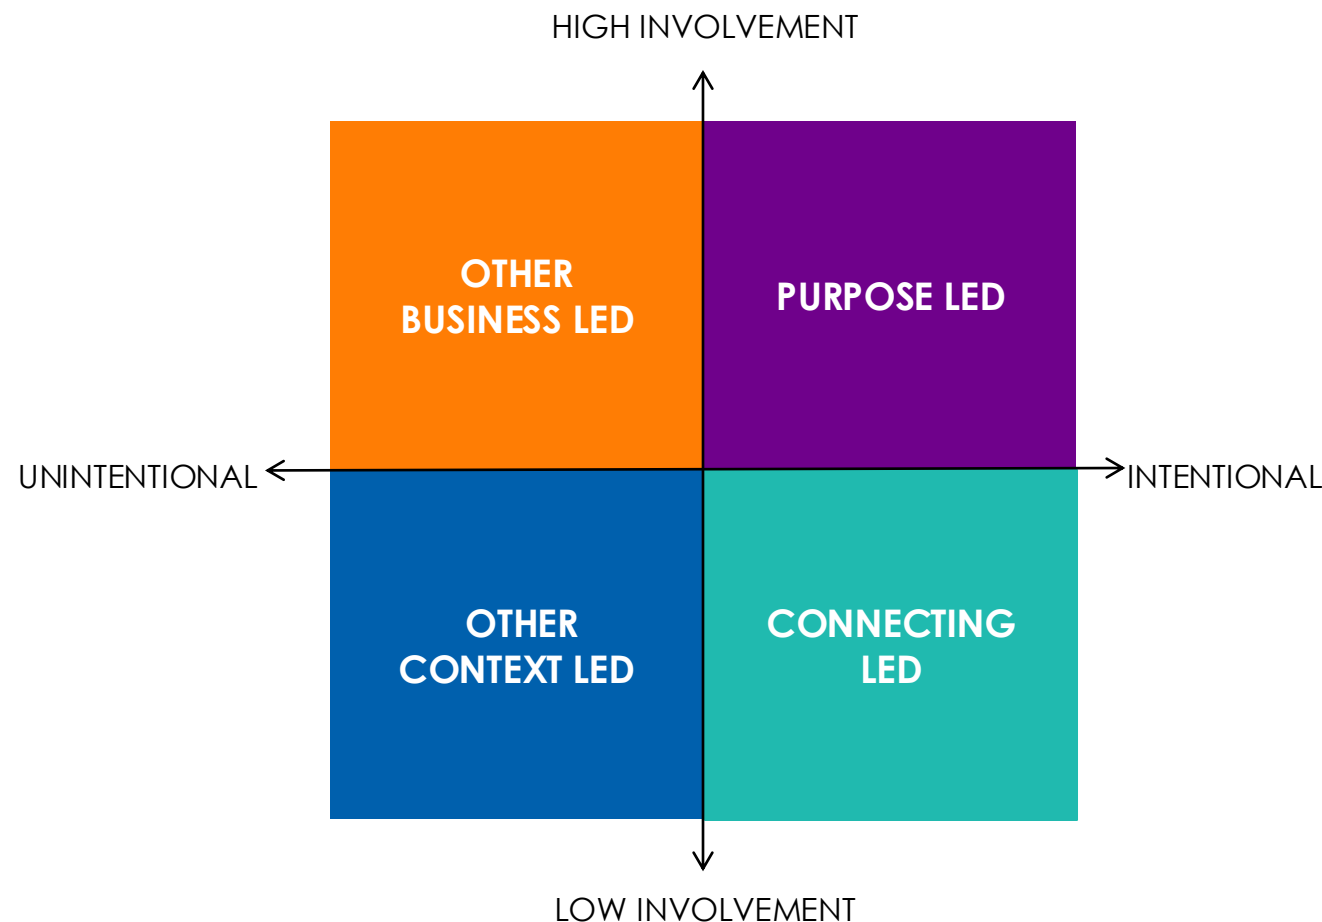 HIGH INVOLVEMENT
OTHER
BUSINESS LED
PURPOSE LED
UNINTENTIONAL
INTENTIONAL
OTHER
CONTEXT LED
CONNECTING
LED
LOW INVOLVEMENT